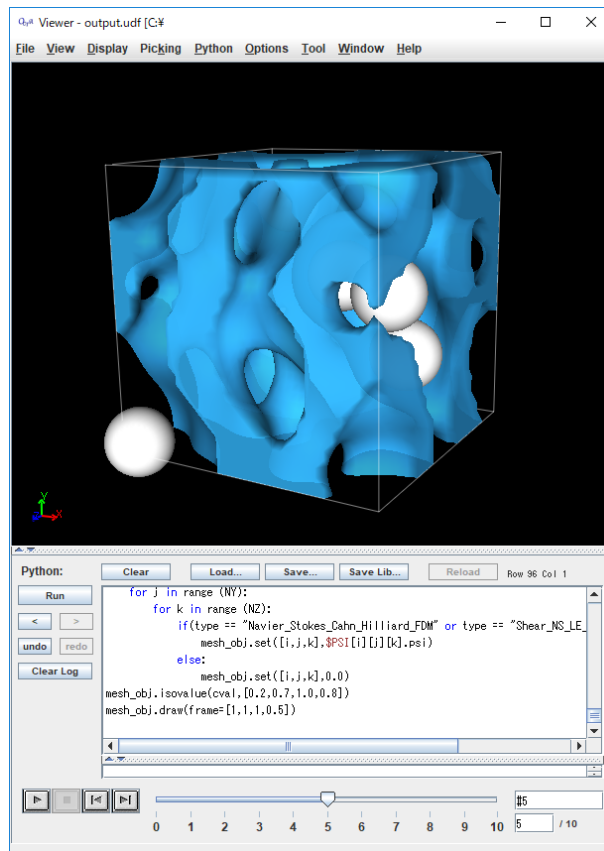 Viewer - output.udf [C:¥
File View Display Picking Python Options Tool Window Help
Y
X
Python:
Clear Load... Save... Save Lib... Reload Row 96 Col 1
Run
< >
undo redo
Clear Log
for j in range (NY):
for k in range (NZ):
if(type == "Navier_Stokes_Cahn_Hilliard_FDM" or type == "Shear_NS_LE_
mesh_obj.set([i,j,k],$PSI[i][j][k].psi)
else:
mesh_obj.set([i,j,k],0.0)
mesh_obj.isovalue(cval,[0.2,0.7,1.0,0.8])
mesh_obj.draw(frame=[1,1,1,0.5])
#5
0 1 2 3 4 5 6 7 8 9 10
5 / 10